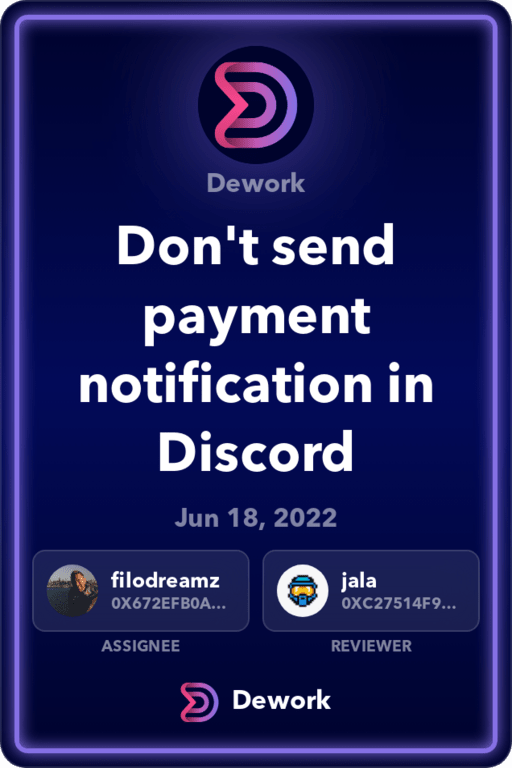 Dework
Don't send
payment
notification in
Discord
Jun 18, 2022
filodreamz
0X672EFB0A...
ASSIGNEE
jala
0XC27514F9...
REVIEWER
Dework